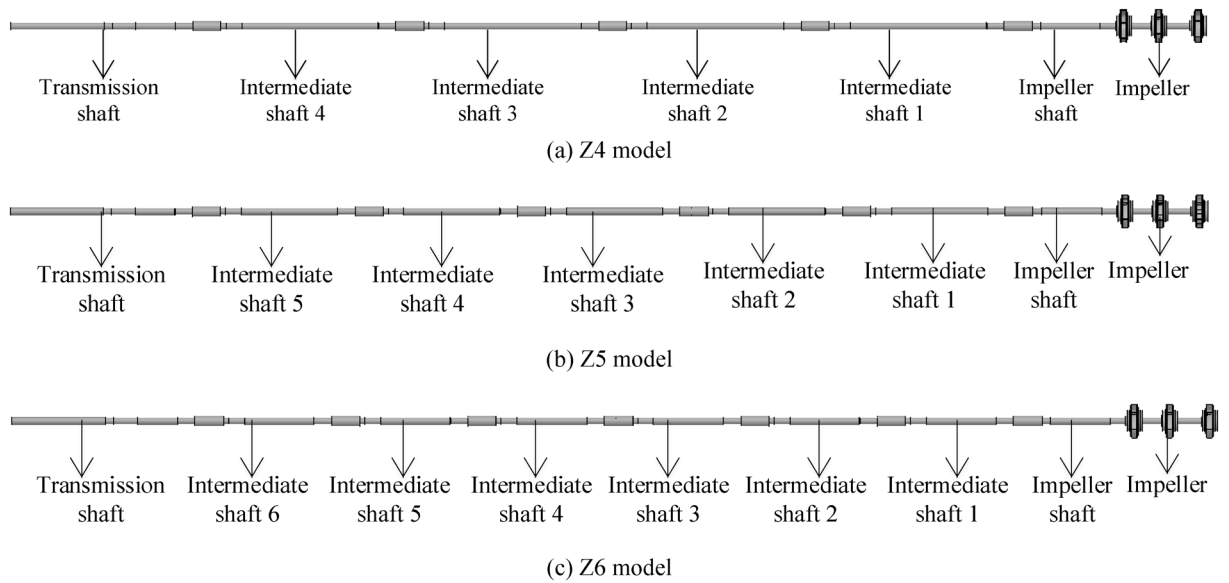 Transmission shaft
Intermediate shaft 4
Intermediate shaft 3
Intermediate shaft 2
Intermediate shaft 1
Impeller shaft
Impeller
(a) Z4 model
Transmission shaft
Intermediate shaft 5
Intermediate shaft 4
Intermediate shaft 3
Intermediate shaft 2
Intermediate shaft 1
Impeller shaft
Impeller
(b) Z5 model
Transmission shaft
Intermediate shaft 6
Intermediate shaft 5
Intermediate shaft 4
Intermediate shaft 3
Intermediate shaft 2
Intermediate shaft 1
Impeller shaft
Impeller
(c) Z6 model